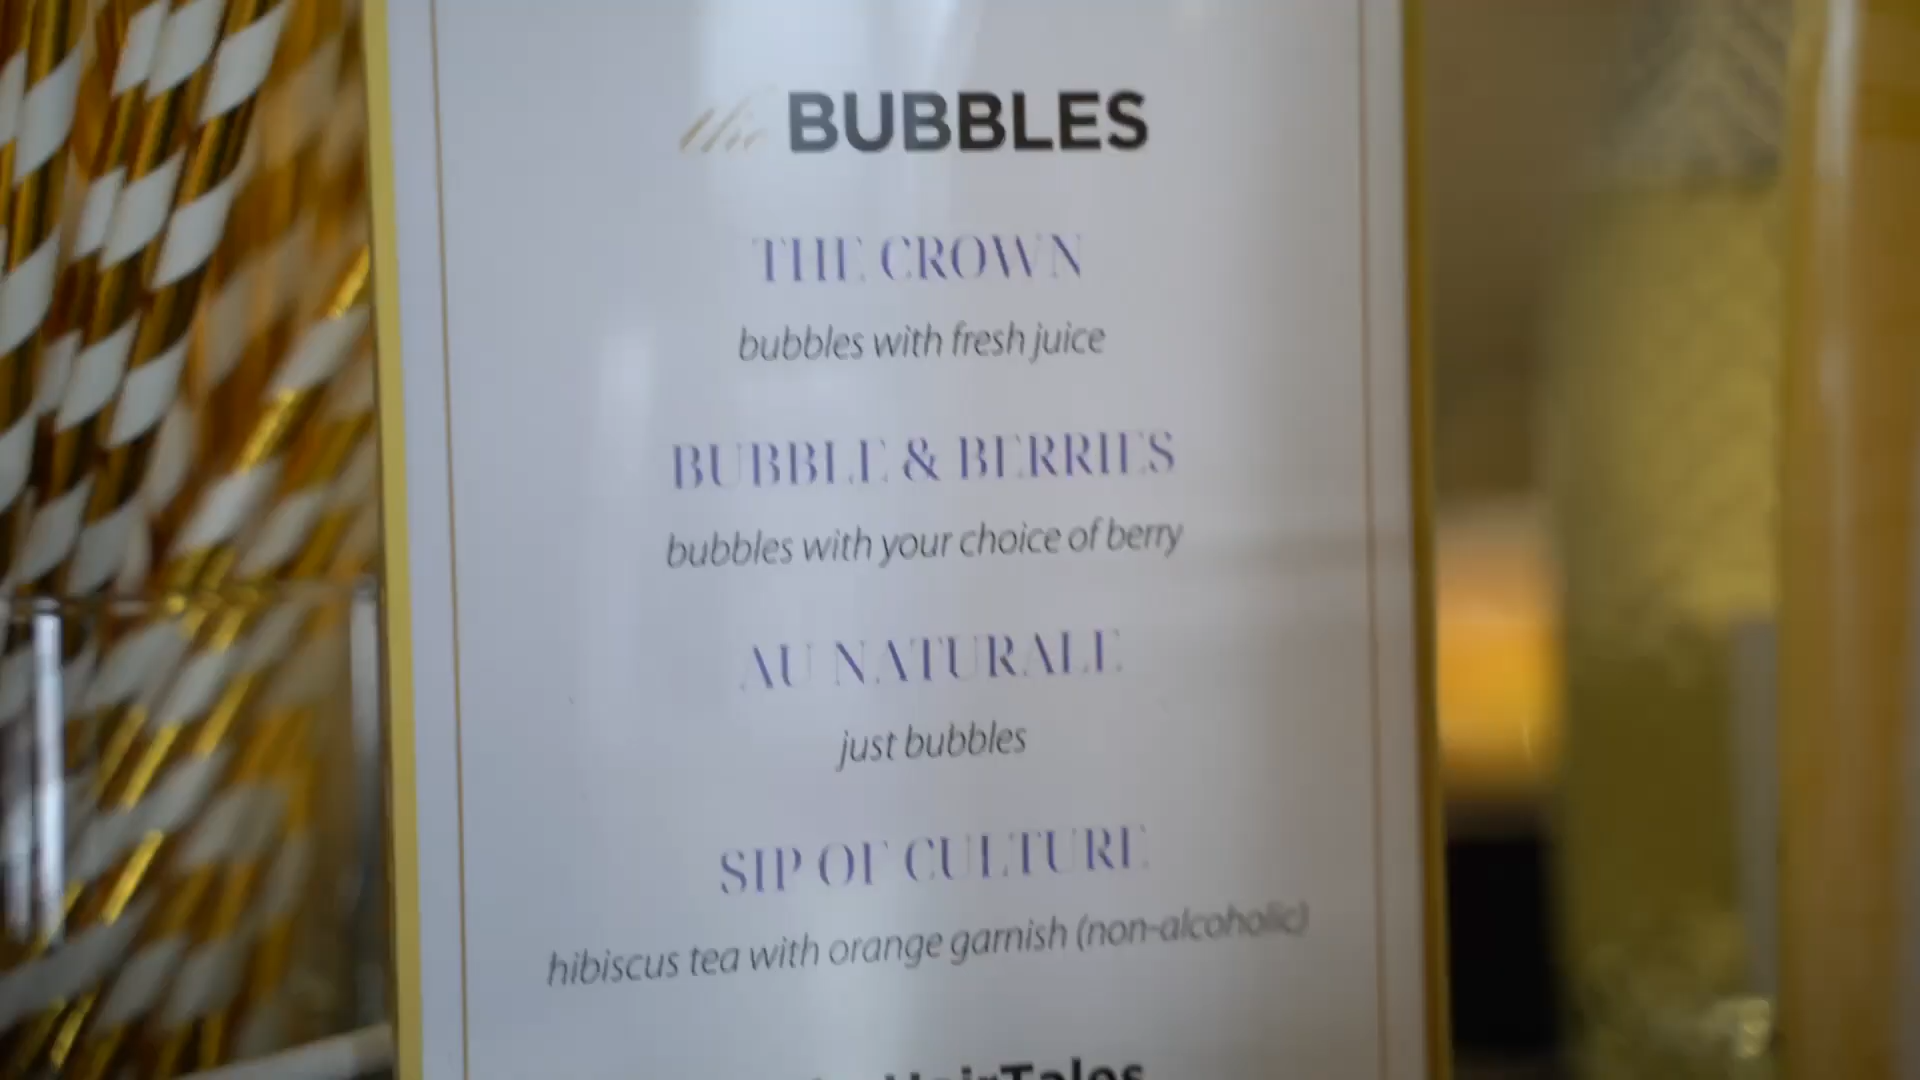 the BUBBLES
THE CROWN
bubbles with fresh juice
BUBBLE & BERRIES
bubbles with your choice of berry
AU NATURALE
just bubbles
SIP OF CULTURE
hibiscus tea with orange garnish (non-alcoholic)
HairTales